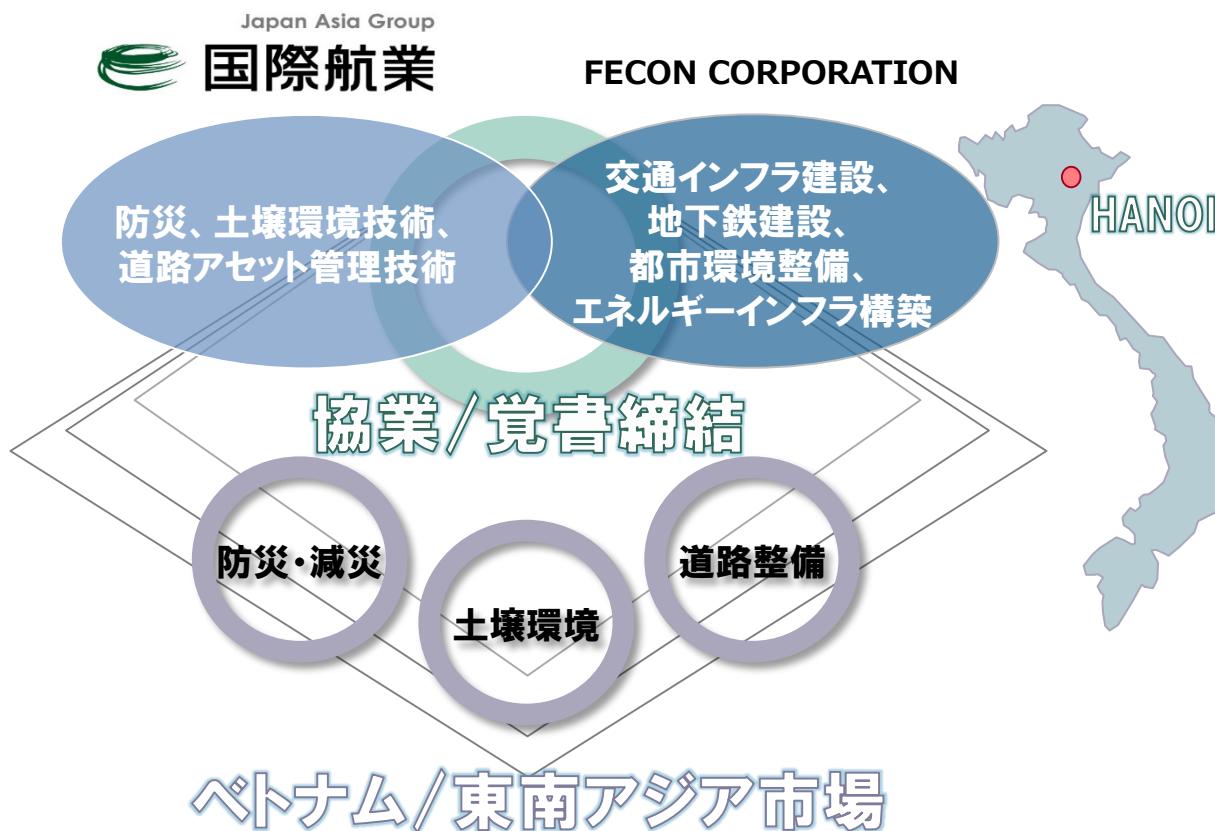 Japan Asia Group
国際航業
FECON CORPORATION
防災、土壌環境技術、
道路アセット管理技術
交通インフラ建設、
地下鉄建設、
都市環境整備、
エネルギーインフラ構築
HANOI
協業/覚書締結
防災・減災
土壌環境
道路整備
ベトナム/東南アジア市場